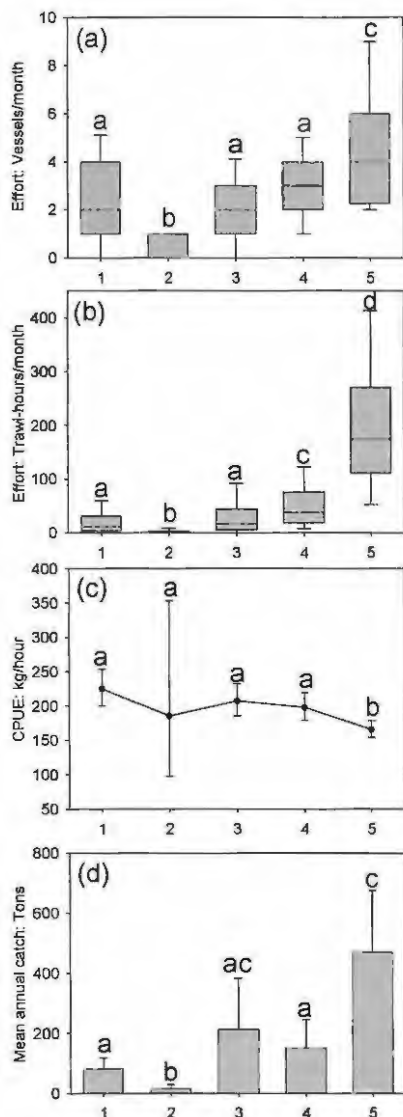 (a)
Effort: Vessels/month
10
8
6
4
2
0
a
b
a
a
c
1 2 3 4 5
(b)
Effort: Trawl-hours/month
400
300
200
100
0
a
b
a
c
d
1 2 3 4 5
(c)
CPUE: kg/hour
400
350
300
250
200
150
100
50
a
a
a
a
b
1 2 3 4 5
(d)
Mean annual catch: Tons
800
600
400
200
0
a
b
ac
a
c
1 2 3 4 5